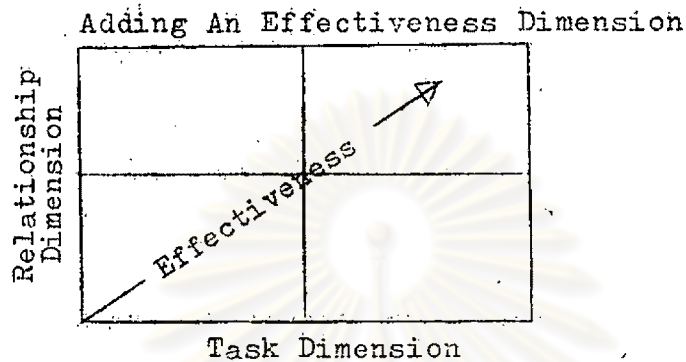 Adding An Effectiveness Dimension
Relationship
Dimension
Effectiveness
Task Dimension